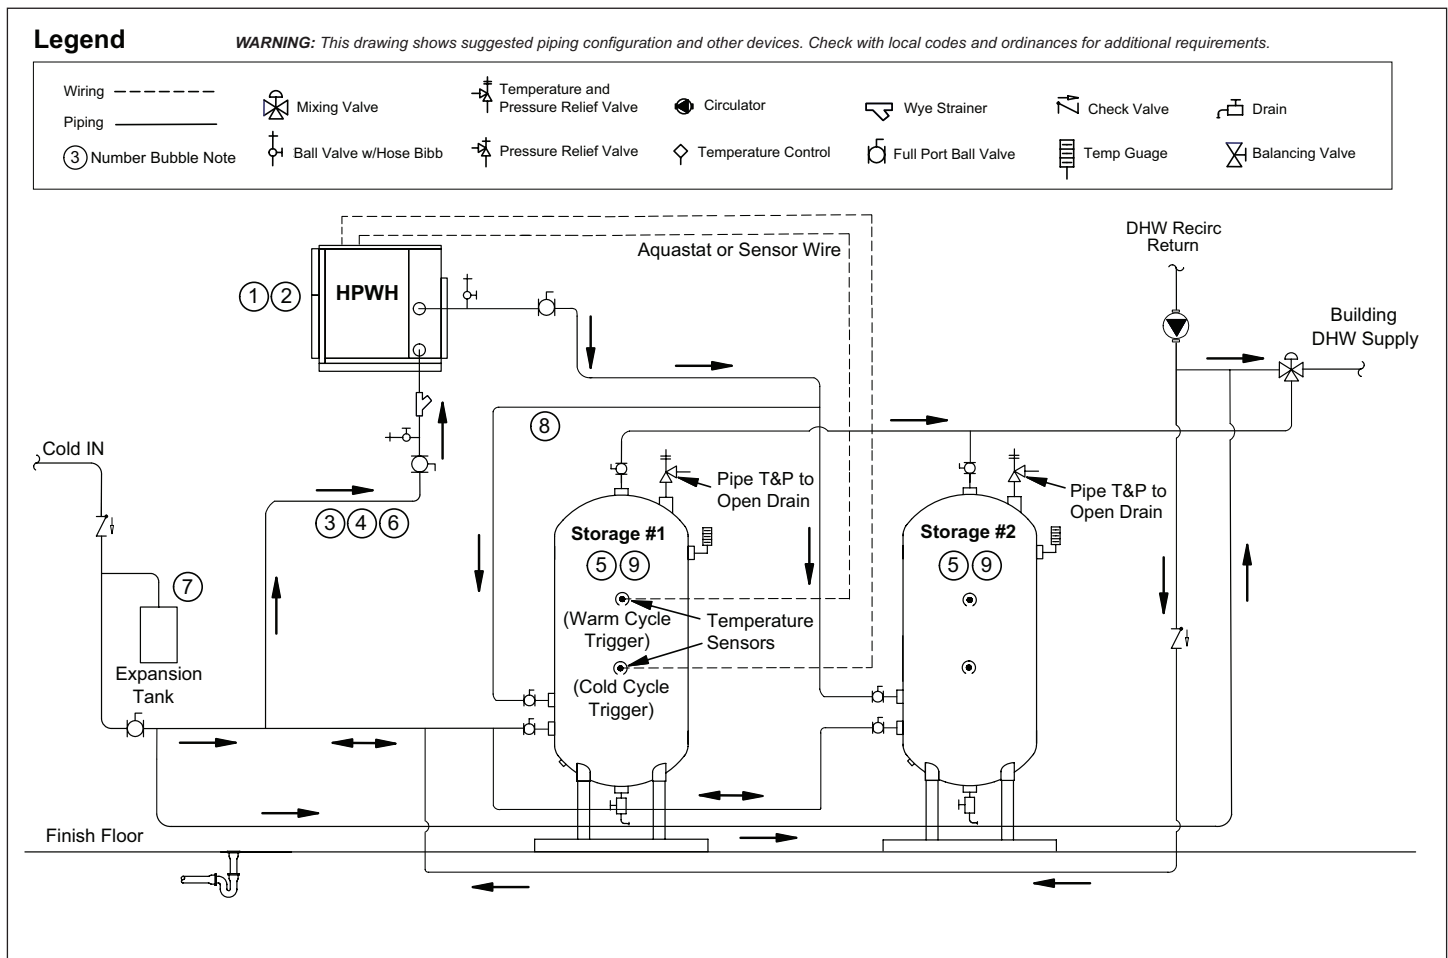 Legend
WARNING: This drawing shows suggested piping configuration and other devices. Check with local codes and ordinances for additional requirements.
Wiring
Piping
3 Number Bubble Note
Mixing Valve
Ball Valve w/Hose Bibb
Temperature and
Pressure Relief Valve
Pressure Relief Valve
Circulator
Temperature Control
Wye Strainer
Full Port Ball Valve
Check Valve
Temp Guage
Drain
Balancing Valve
Aquastat or Sensor Wire
HPWH
1 2
DHW Recirc
Return
Building
DHW Supply
8
Cold IN
3 4 6
Pipe T&P to
Open Drain
Pipe T&P to
Open Drain
Storage #1
5 9
Storage #2
5 9
7
Expansion
Tank
(Warm Cycle
Trigger)
Temperature
Sensors
(Cold Cycle
Trigger)
Finish Floor